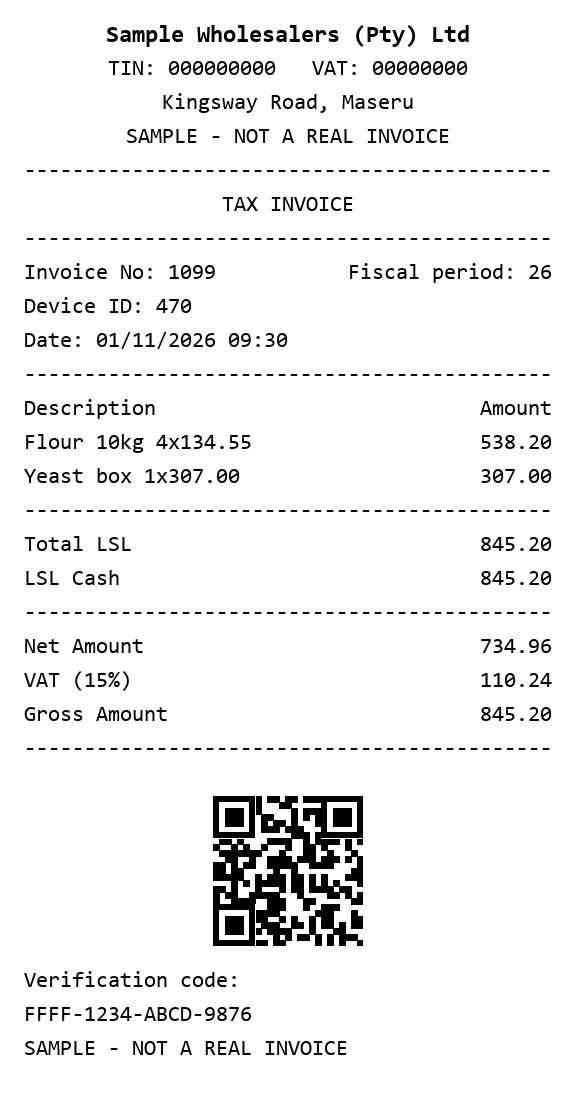 Sample Wholesalers (Pty) Ltd
TIN: 000000000   VAT: 00000000
Kingsway Road, Maseru
SAMPLE - NOT A REAL INVOICE
--------------------------------------------
TAX INVOICE
--------------------------------------------
Invoice No: 1099           Fiscal period: 26
Device ID: 470
Date: 01/11/2026 09:30
--------------------------------------------
Description                           Amount
Flour 10kg 4x134.55                   538.20
Yeast box 1x307.00                    307.00
--------------------------------------------
Total LSL                             845.20
LSL Cash                              845.20
--------------------------------------------
Net Amount                            734.96
VAT (15%)                             110.24
Gross Amount                          845.20
--------------------------------------------
Verification code:
FFFF-1234-ABCD-9876
SAMPLE - NOT A REAL INVOICE